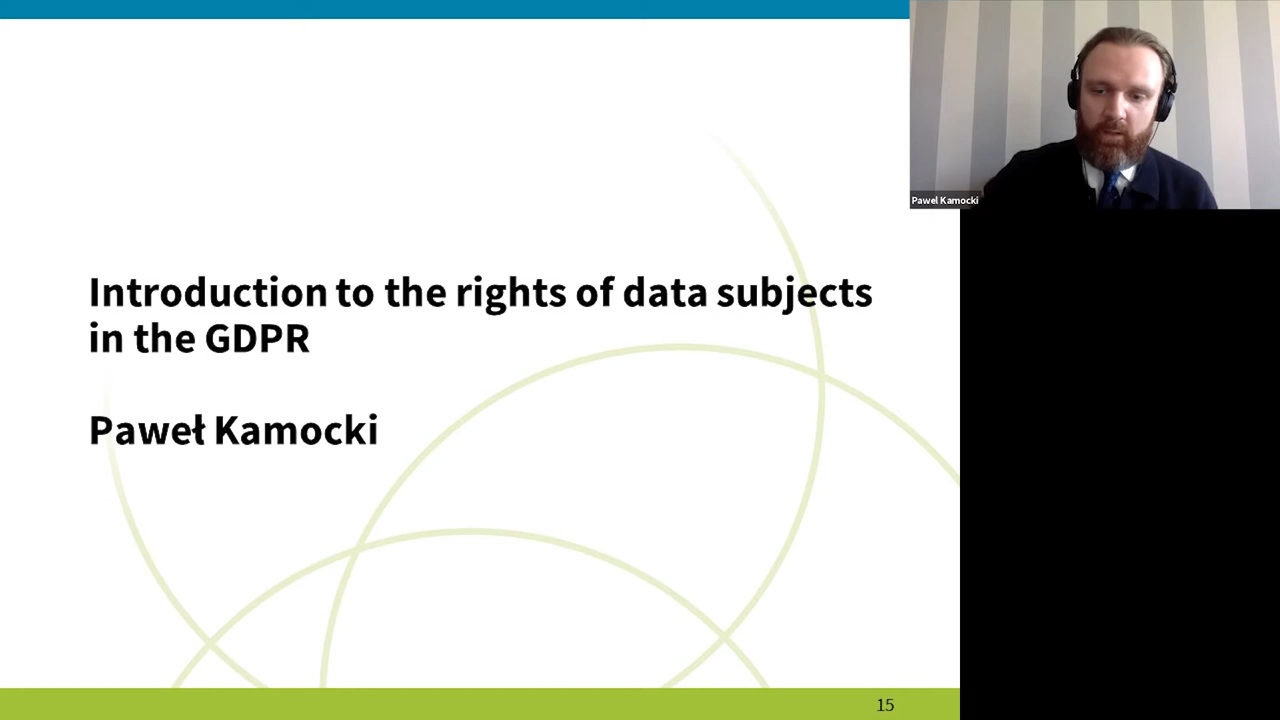 Introduction to the rights of data subjects
in the GDPR
Paweł Kamocki
Pawel Kamocki
15